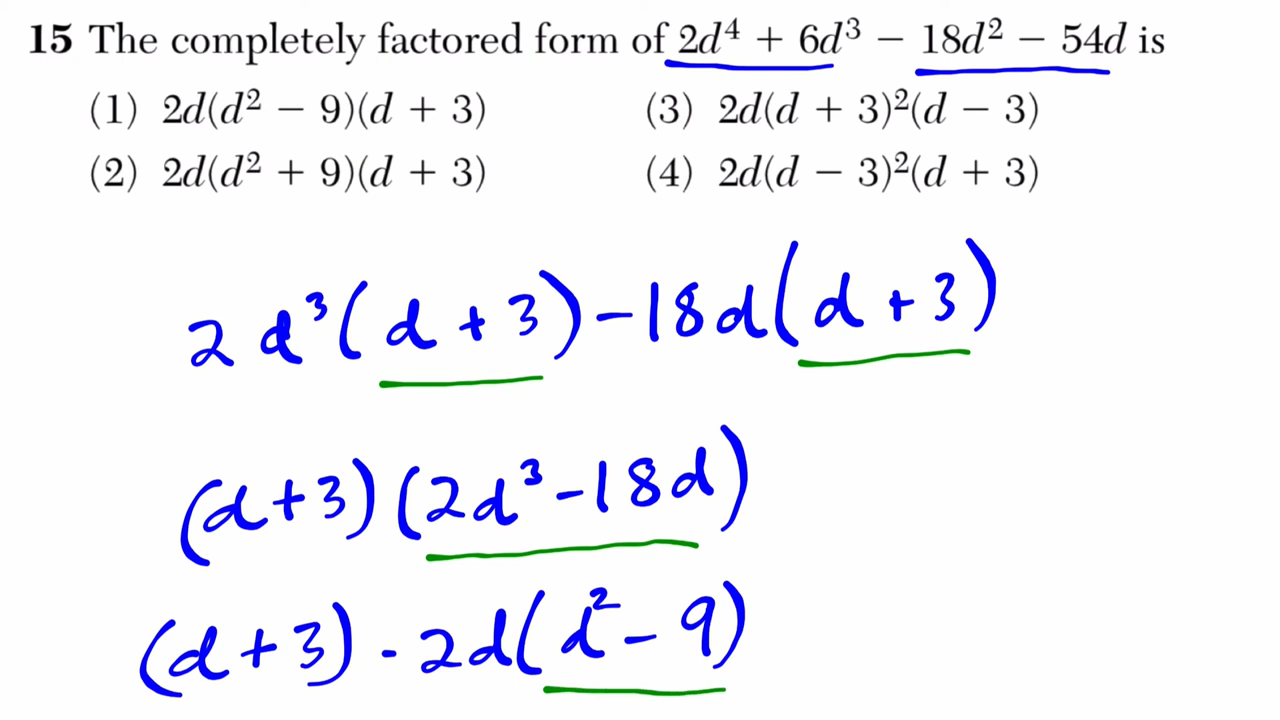 15 The completely factored form of 2d⁴ + 6d³ − 18d² − 54d is
(1) 2d(d² − 9)(d + 3)
(3) 2d(d + 3)²(d − 3)
(2) 2d(d² + 9)(d + 3)
(4) 2d(d − 3)²(d + 3)
2d³(d + 3) − 18d(d + 3)
(d + 3)(2d³ − 18d)
(d + 3) · 2d(d² − 9)